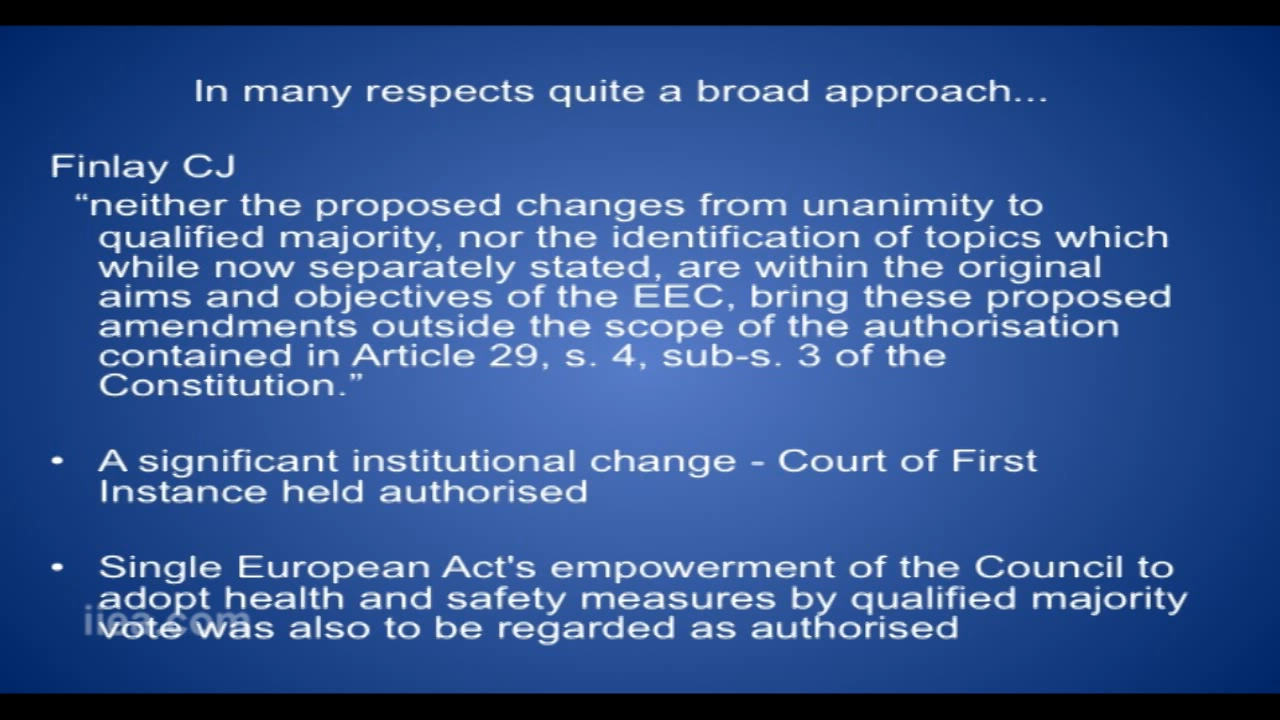 In many respects quite a broad approach...
Finlay CJ
“neither the proposed changes from unanimity to
qualified majority, nor the identification of topics which
while now separately stated, are within the original
aims and objectives of the EEC, bring these proposed
amendments outside the scope of the authorisation
contained in Article 29, s. 4, sub-s. 3 of the
Constitution.”
• A significant institutional change - Court of First
Instance held authorised
• Single European Act's empowerment of the Council to
adopt health and safety measures by qualified majority
vote was also to be regarded as authorised
iiea.com